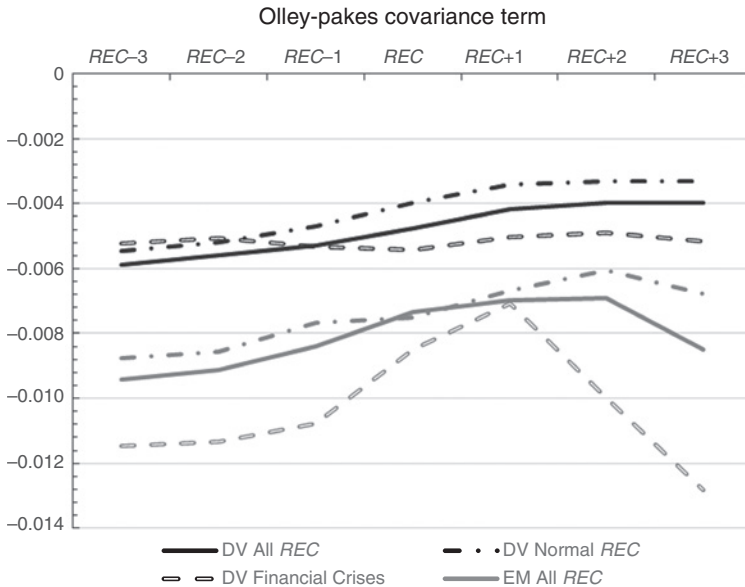 Olley-pakes covariance term
REC–3 REC–2 REC–1 REC REC+1 REC+2 REC+3
0
–0.002
–0.004
–0.006
–0.008
–0.010
–0.012
–0.014
DV All REC DV Normal REC
DV Financial Crises EM All REC